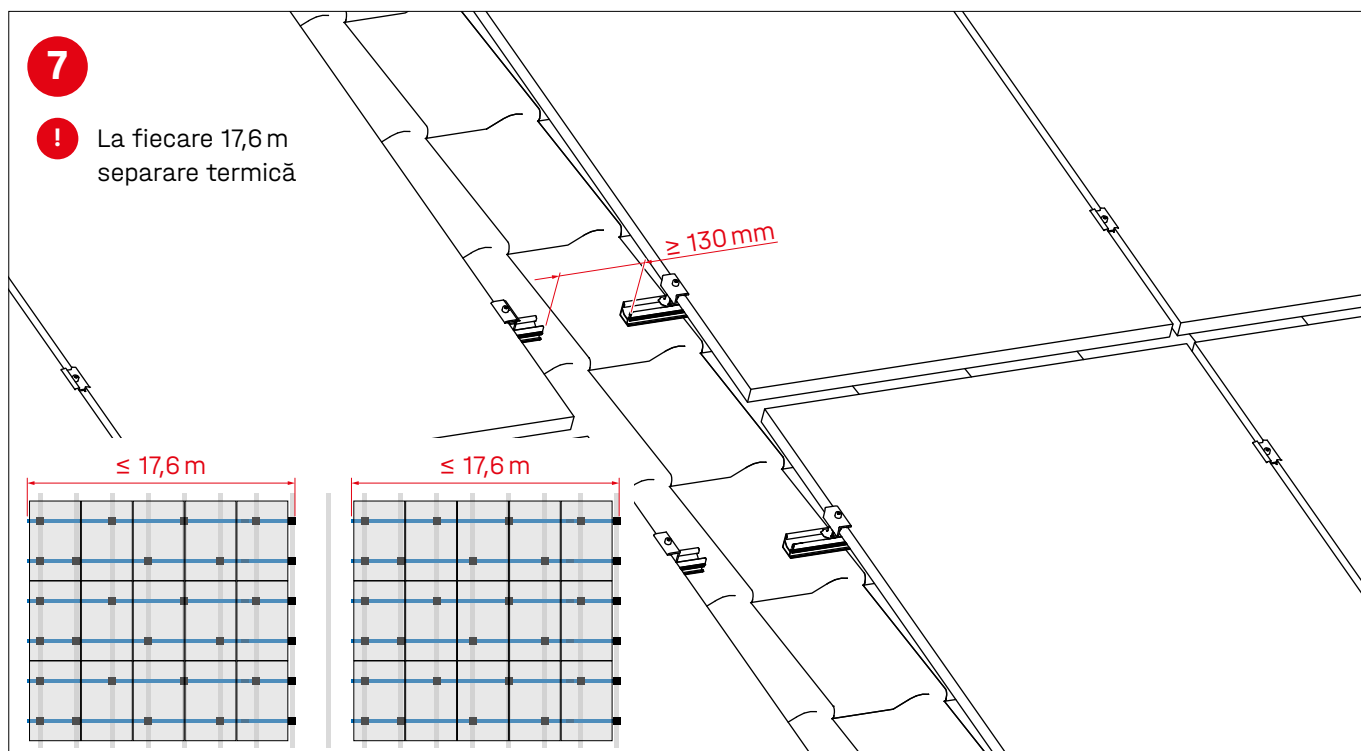 7
! La fiecare 17,6 m
separare termică
≥ 130 mm
≤ 17,6 m
≤ 17,6 m